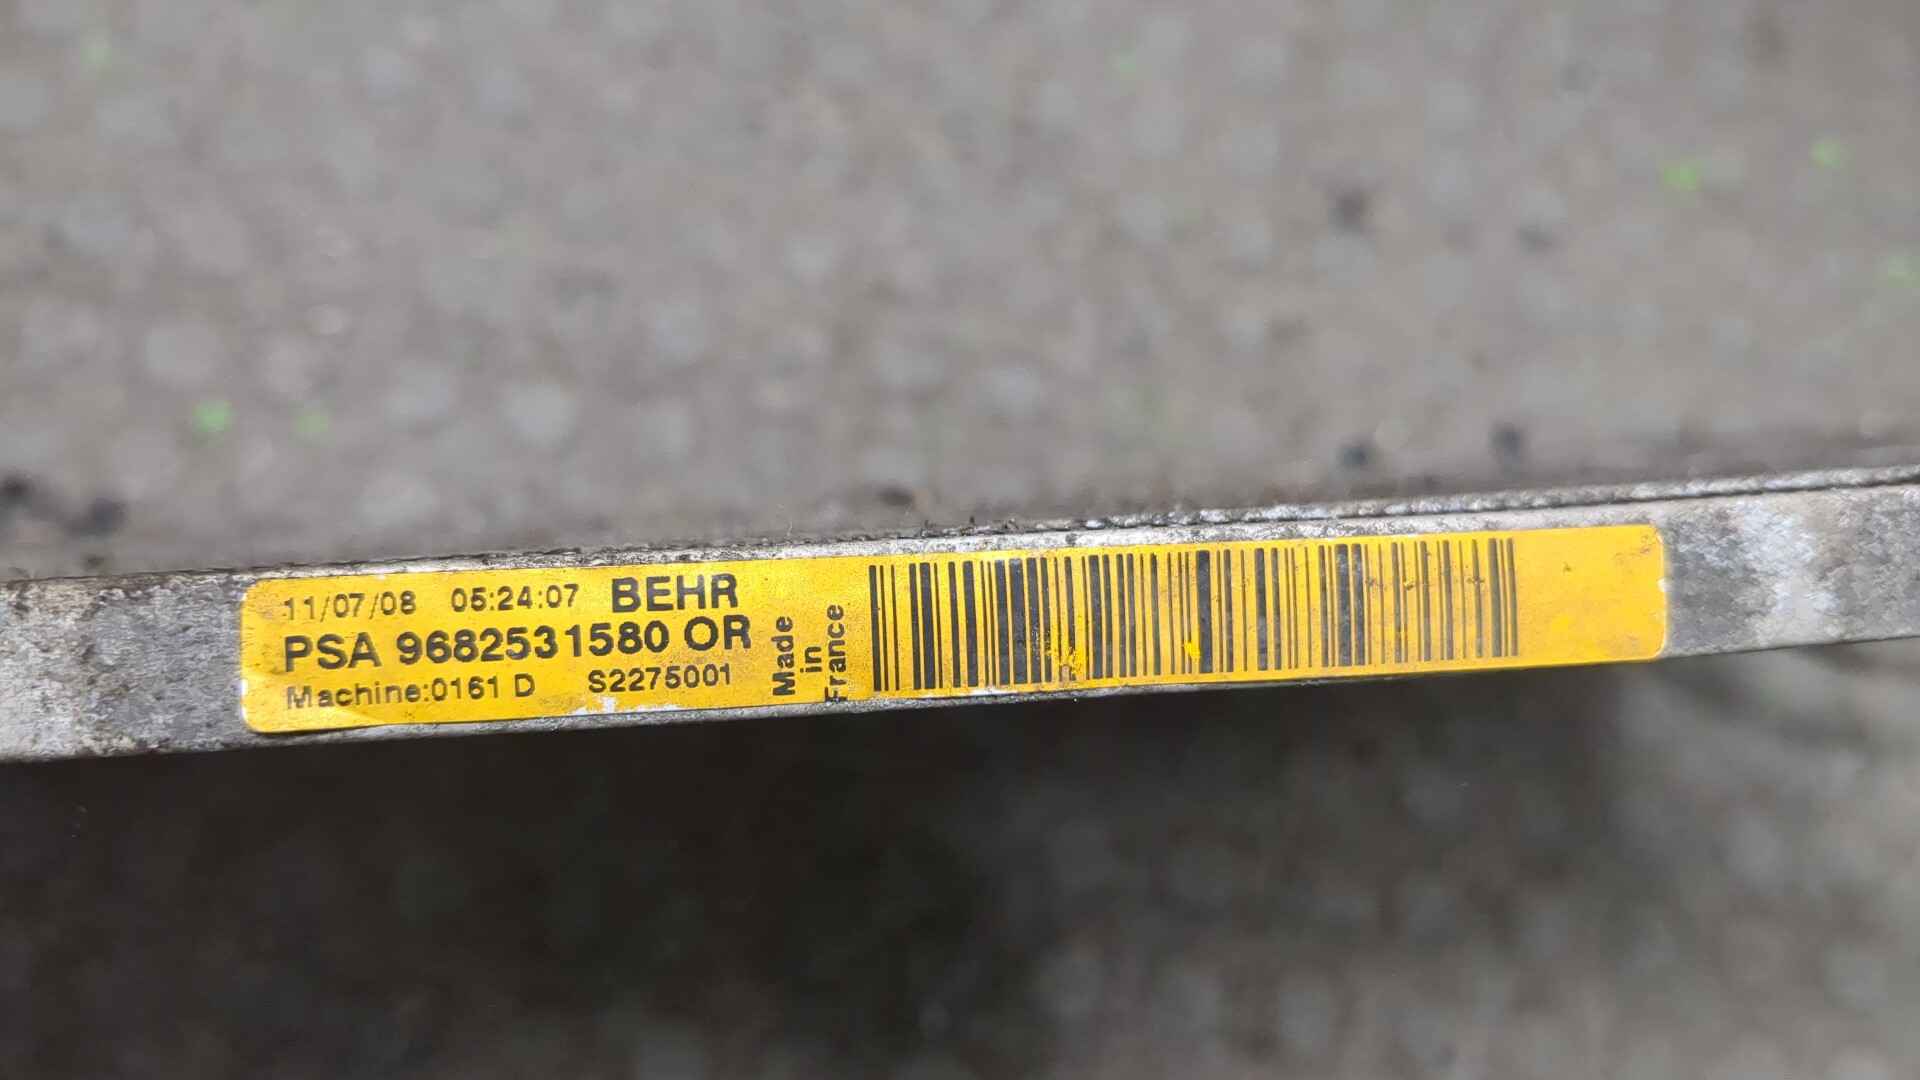 11/07/08 05:24:07 BEHR
PSA 9682531580 OR
Machine:0161 D S2275001
Made
in
France